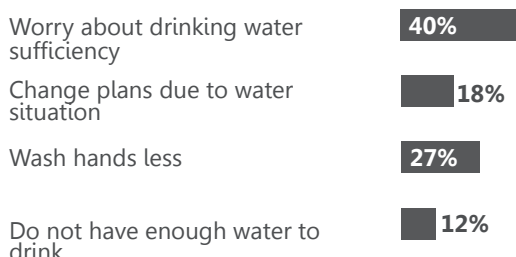 Worry about drinking water
sufficiency
40%
Change plans due to water
situation
18%
Wash hands less
27%
Do not have enough water to
drink
12%